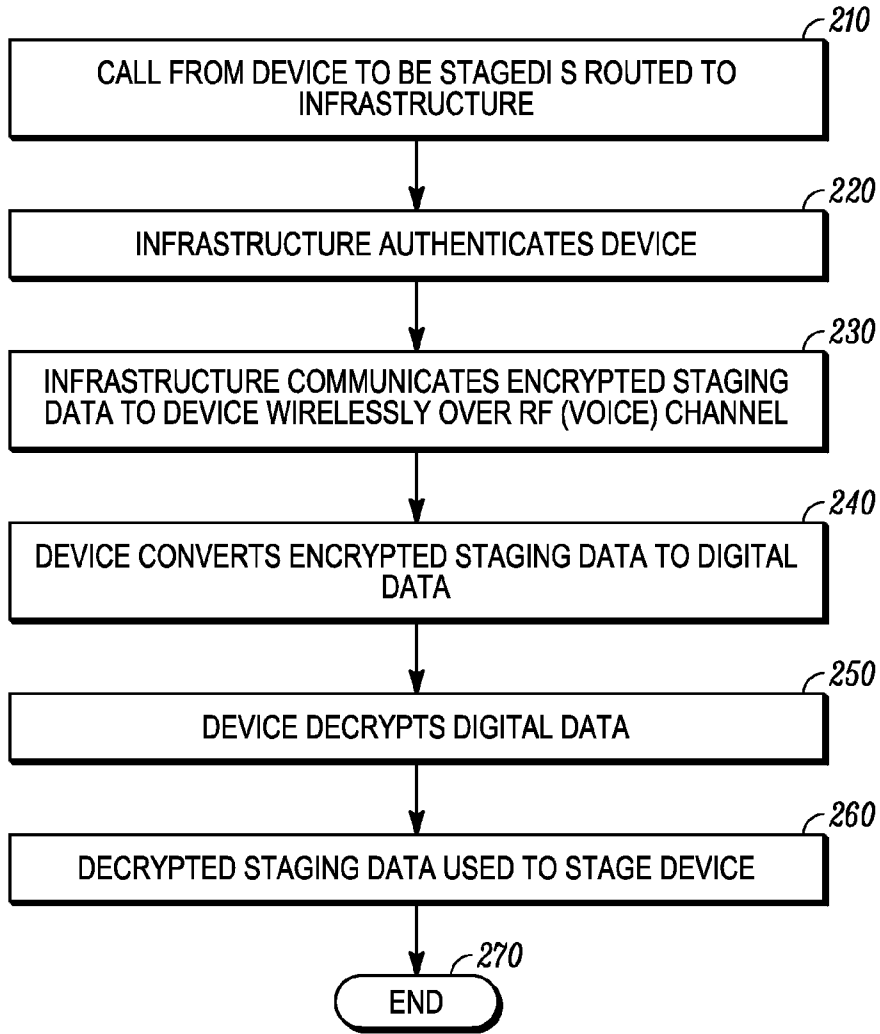 210
CALL FROM DEVICE TO BE STAGEDI S ROUTED TO
INFRASTRUCTURE
220
INFRASTRUCTURE AUTHENTICATES DEVICE
230
INFRASTRUCTURE COMMUNICATES ENCRYPTED STAGING
DATA TO DEVICE WIRELESSLY OVER RF (VOICE) CHANNEL
240
DEVICE CONVERTS ENCRYPTED STAGING DATA TO DIGITAL
DATA
250
DEVICE DECRYPTS DIGITAL DATA
260
DECRYPTED STAGING DATA USED TO STAGE DEVICE
270
END